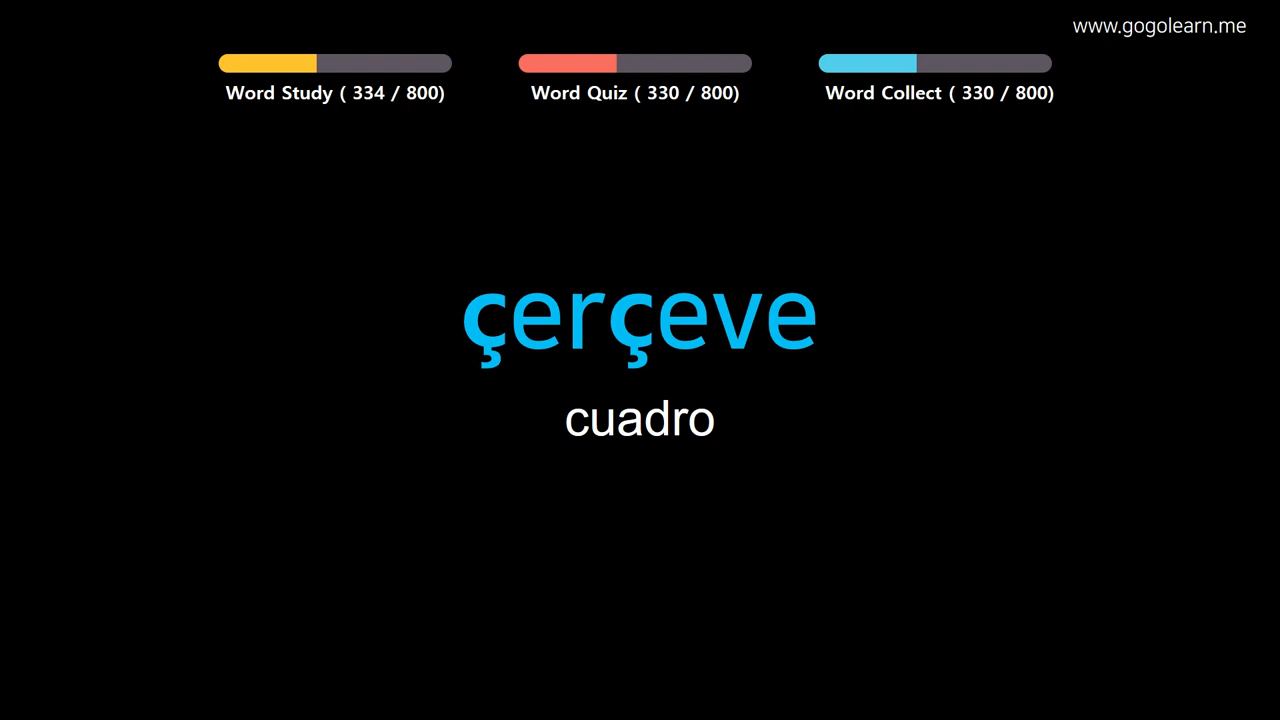 www.gogolearn.me
Word Study ( 334 / 800)
Word Quiz ( 330 / 800)
Word Collect ( 330 / 800)
çerçeve
cuadro